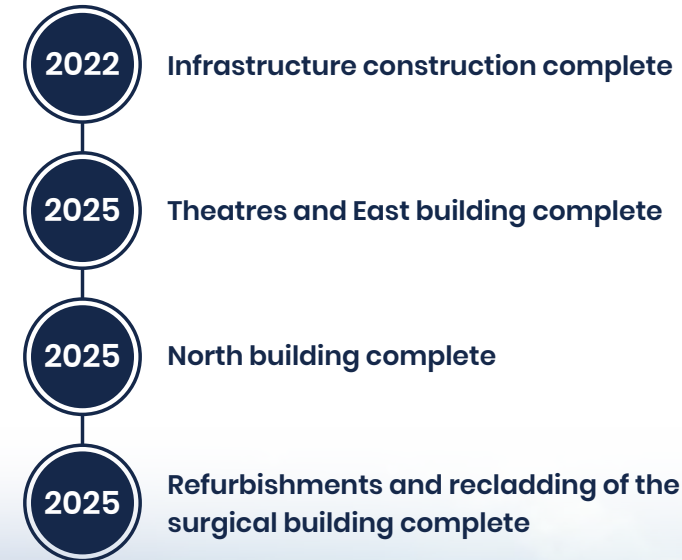 2022
Infrastructure construction complete
2025
Theatres and East building complete
2025
North building complete
2025
Refurbishments and recladding of the
surgical building complete